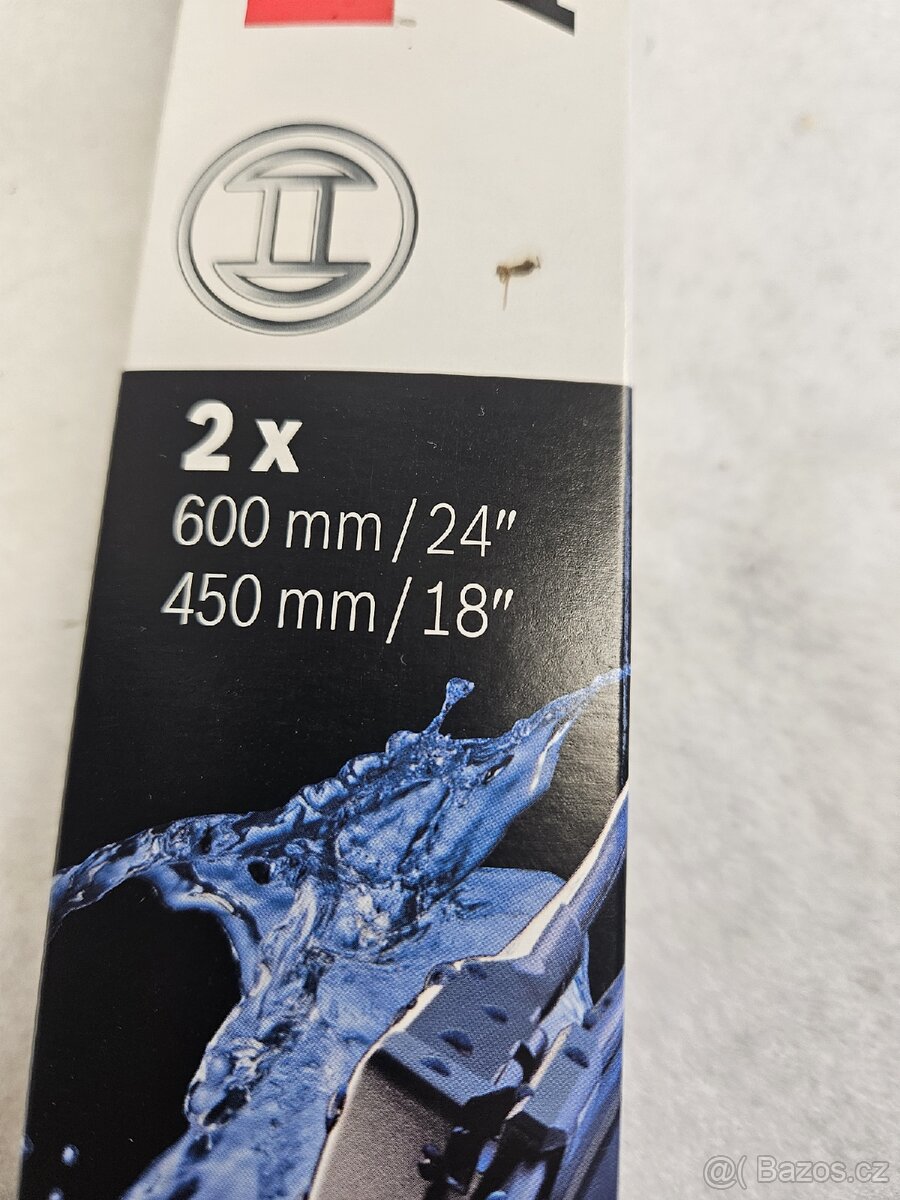 2 x
600 mm / 24"
450 mm / 18"
@( Bazos.cz